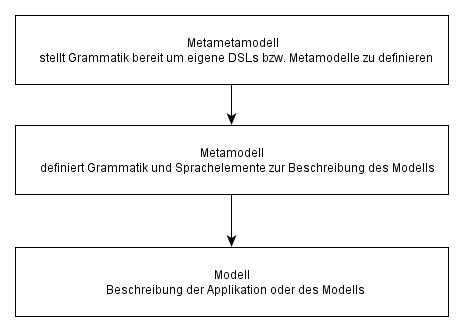 Metametamodell
stellt Grammatik bereit um eigene DSLs bzw. Metamodelle zu definieren
Metamodell
definiert Grammatik und Sprachelemente zur Beschreibung des Modells
Modell
Beschreibung der Applikation oder des Modells